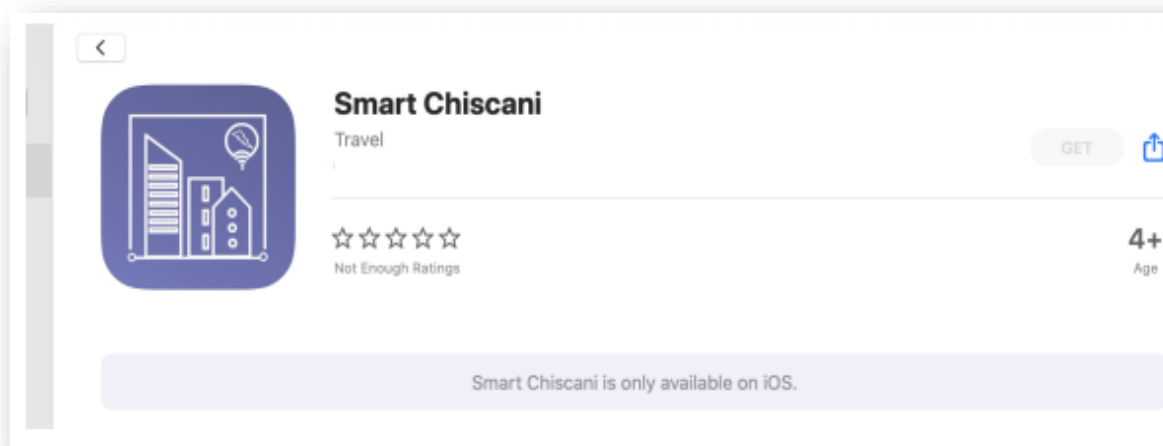 Smart Chiscani
Travel
GET
☆☆☆☆☆
Not Enough Ratings
4+
Age
Smart Chiscani is only available on iOS.